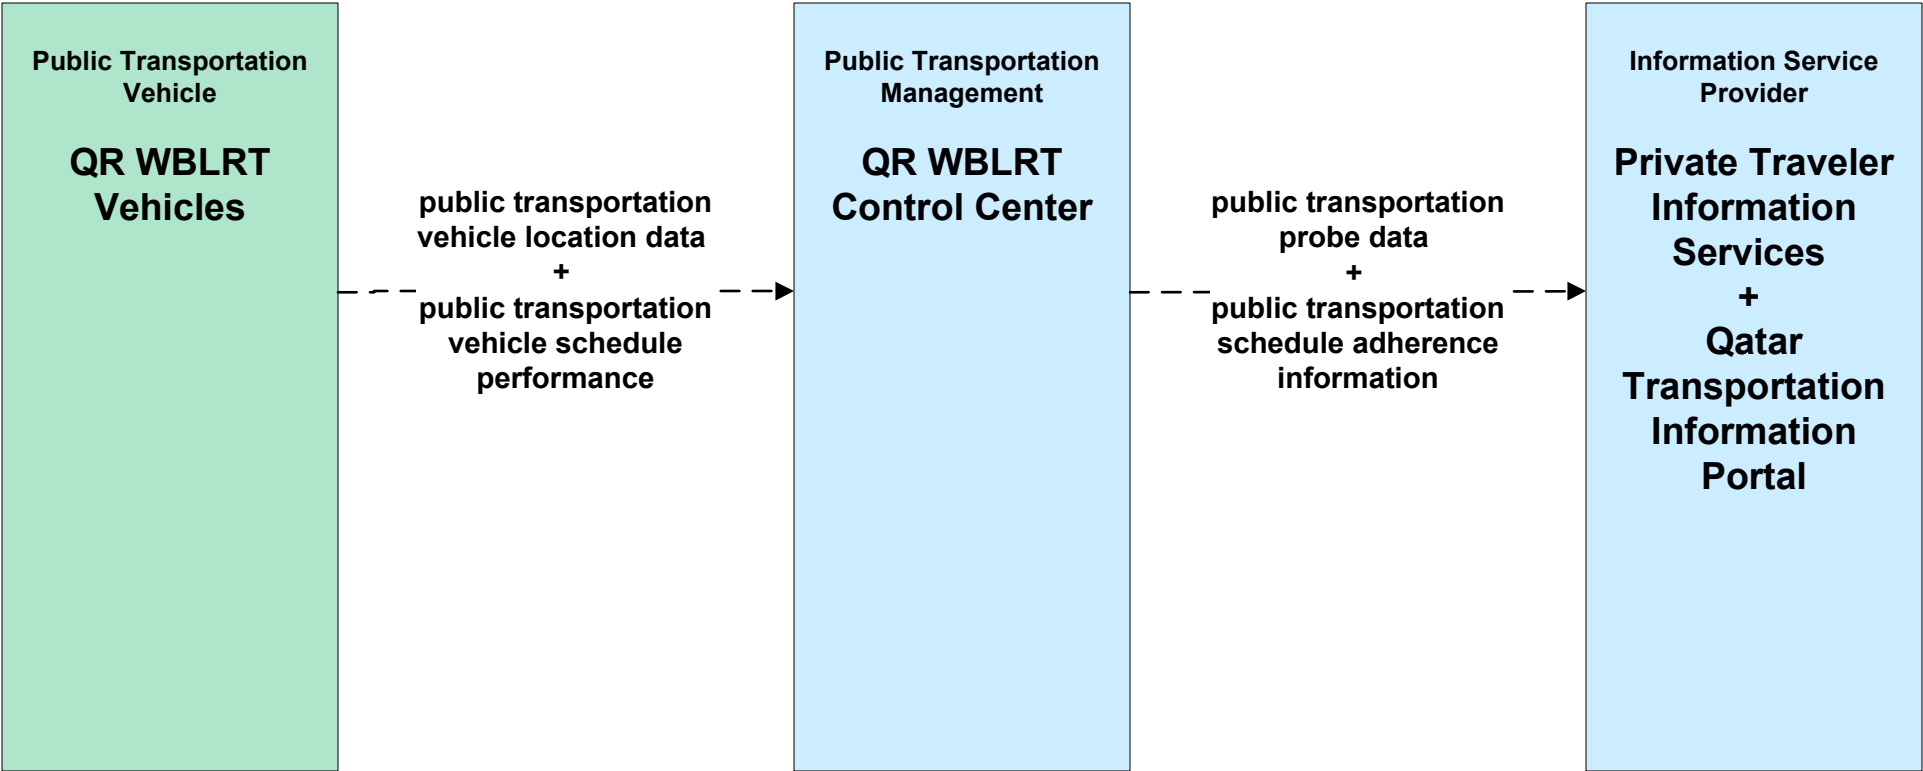 Public Transportation
Vehicle
QR WBLRT
Vehicles
public transportation
vehicle location data
+
public transportation
vehicle schedule
performance
Public Transportation
Management
QR WBLRT
Control Center
public transportation
probe data
+
public transportation
schedule adherence
information
Information Service
Provider
Private Traveler
Information
Services
+
Qatar
Transportation
Information
Portal